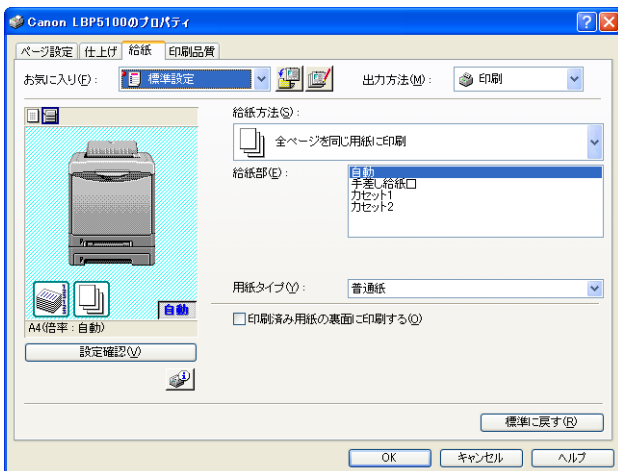 Canon LBP5100のプロパティ
ページ設定 仕上げ 給紙 印刷品質
お気に入り(F): 標準設定 出力方法(M): 印刷
給紙方法(S):
全ページを同じ用紙に印刷
給紙部(E):
自動
手差し給紙口
カセット1
カセット2
自動
用紙タイプ(Y): 普通紙
A4(倍率:自動)
印刷済み用紙の裏面に印刷する(O)
設定確認(V)
標準に戻す(R)
OK キャンセル ヘルプ